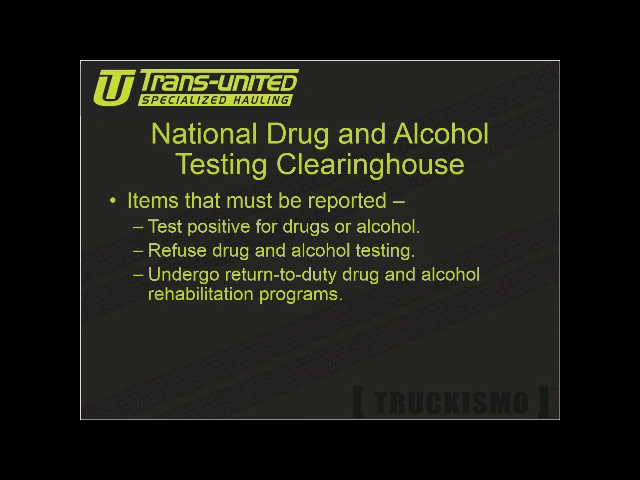 TRANS-UNITED
SPECIALIZED HAULING
National Drug and Alcohol
Testing Clearinghouse
• Items that must be reported –
– Test positive for drugs or alcohol.
– Refuse drug and alcohol testing.
– Undergo return-to-duty drug and alcohol
rehabilitation programs.
[ TRUCKISMO ]